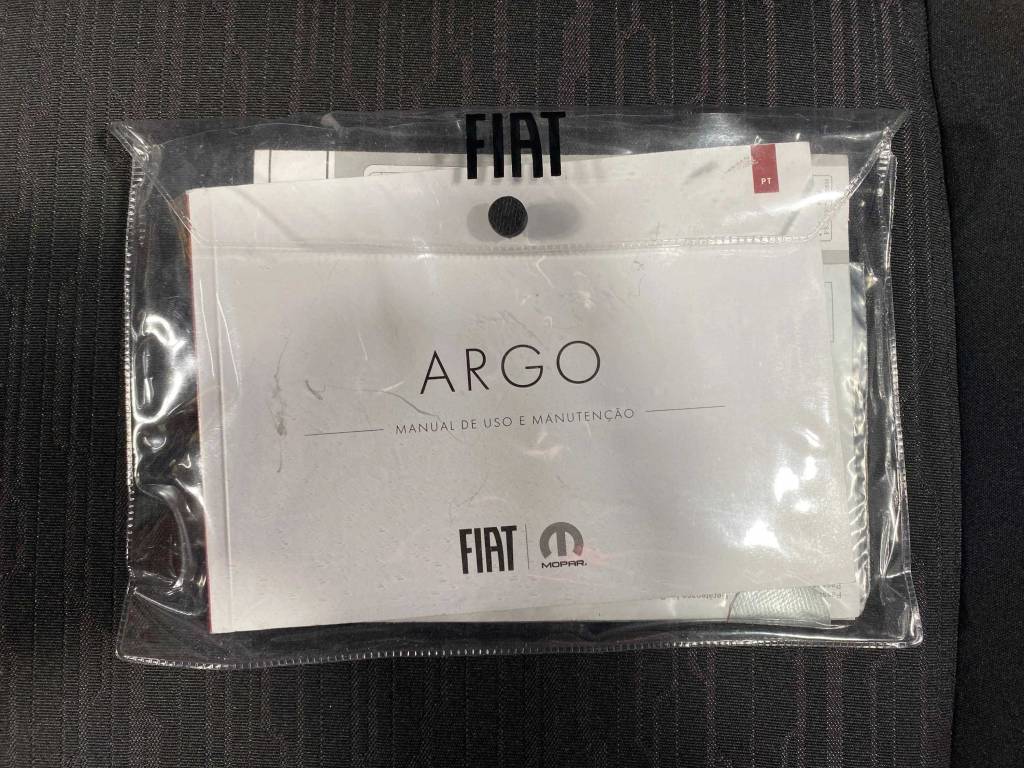 FIAT
PT
ARGO
MANUAL DE USO E MANUTENÇÃO
FIAT
MOPAR